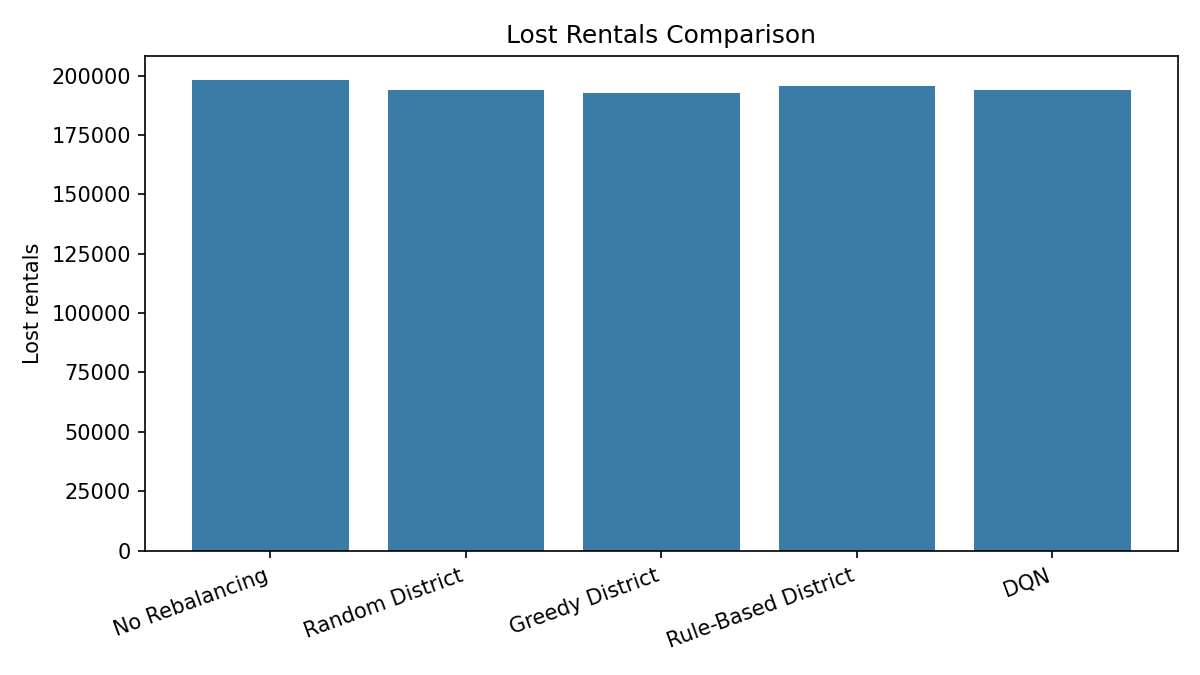 Lost Rentals Comparison
Lost rentals
200000
175000
150000
125000
100000
75000
50000
25000
0
No Rebalancing
Random District
Greedy District
Rule-Based District
DQN